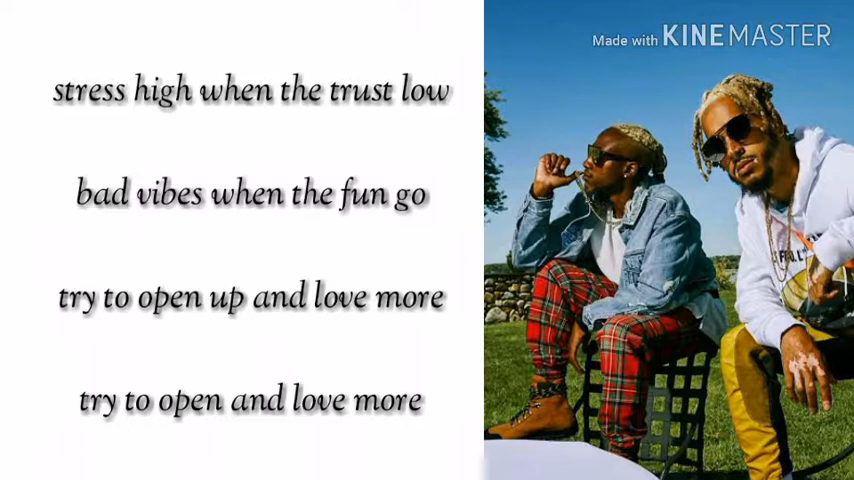 stress high when the trust low
bad vibes when the fun go
try to open up and love more
try to open and love more
Made with KINEMASTER